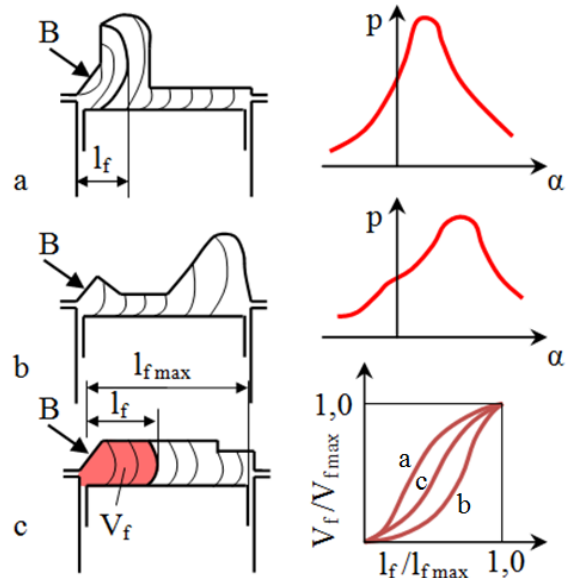 B
l_f
a
p
α
B
b
p
α
l_f max
l_f
B
V_f
c
1,0
V_f/V_f max
a
c
b
l_f/l_f max
1,0